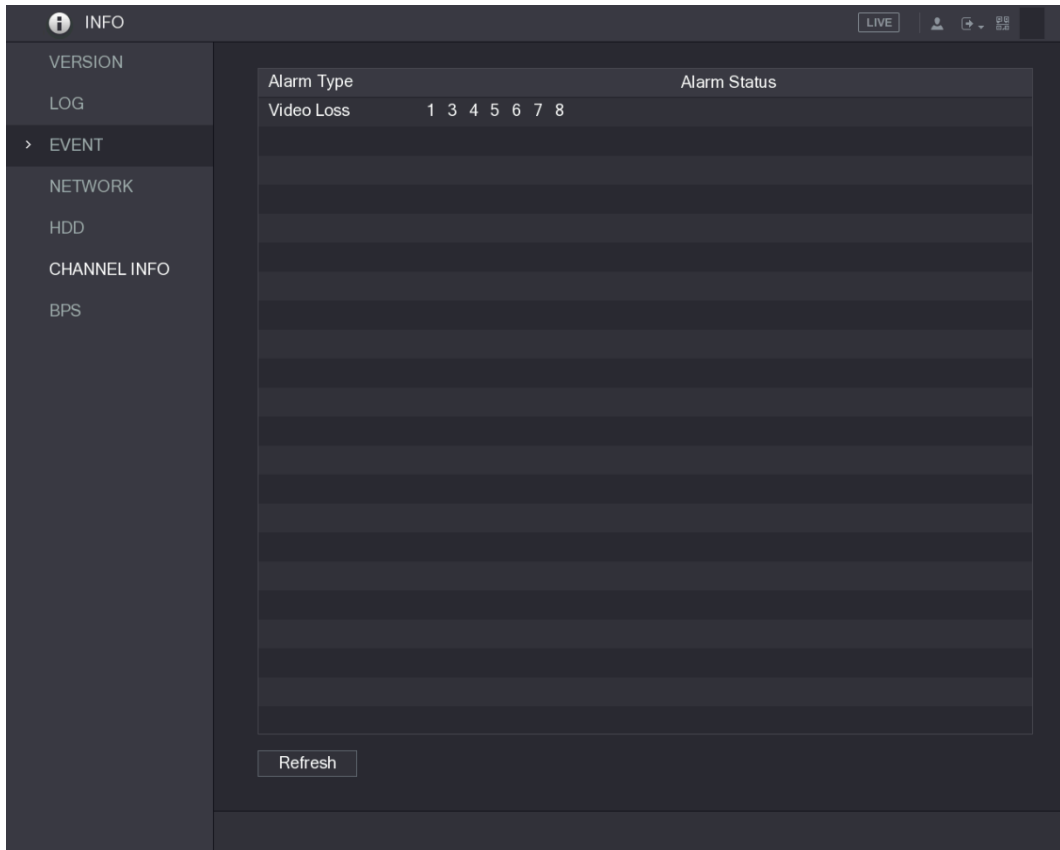 INFO
LIVE
VERSION
LOG
> EVENT
NETWORK
HDD
CHANNEL INFO
BPS
Alarm Type Alarm Status
Video Loss 1 3 4 5 6 7 8
Refresh